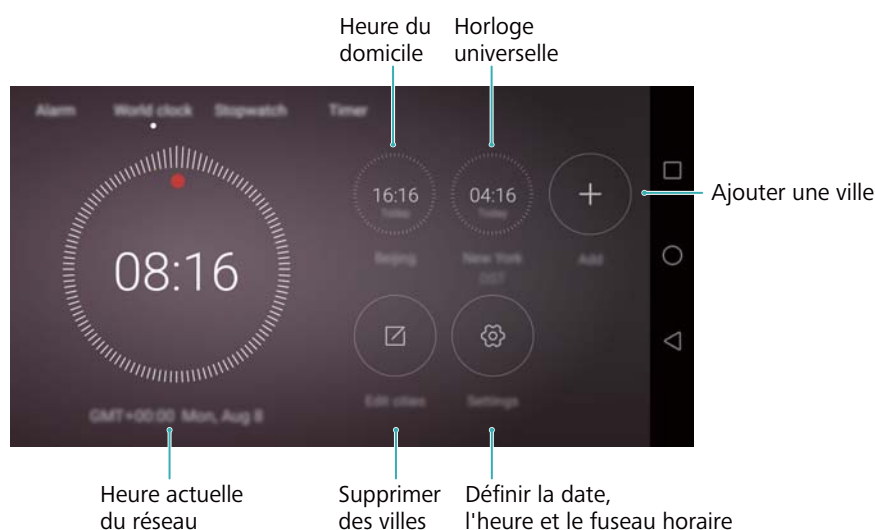 Heure du
domicile
Horloge
universelle
Alarm World clock Stopwatch Timer
16:16
Today
04:16
Today
Ajouter une ville
Beijing
New York
DST
Add
08:16
Edit cities
Settings
GMT+00:00 Mon, Aug 8
Heure actuelle
du réseau
Supprimer
des villes
Définir la date,
l'heure et le fuseau horaire